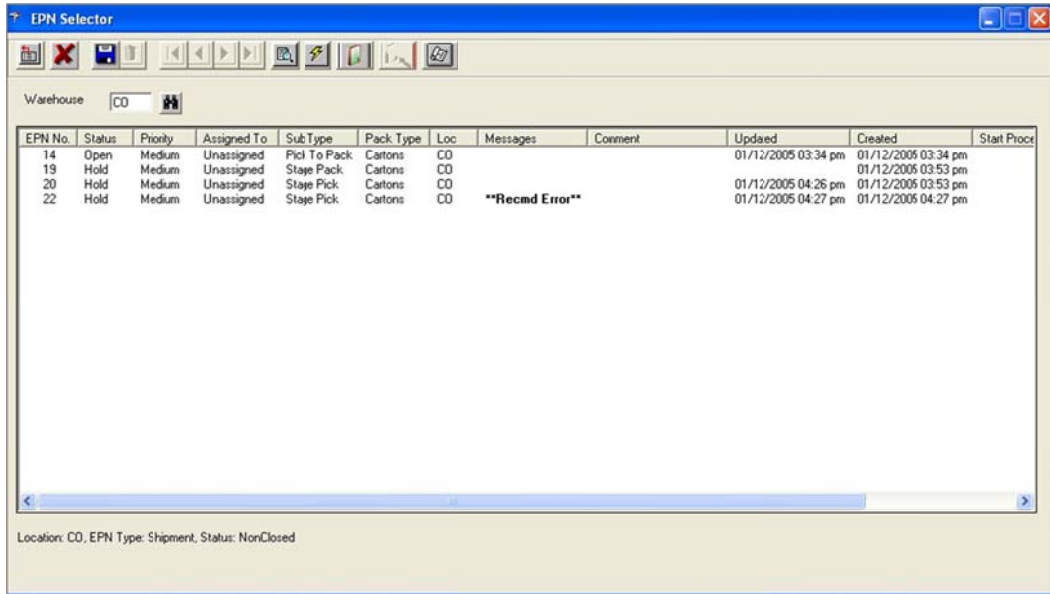 EPN Selector
Warehouse CO
EPN No. Status Priority Assigned To SubType Pack Type Loc Messages Comment Updaed Created Start Proce
14 Open Medium Unassigned Pick To Pack Cartons CO 01/12/2005 03:34 pm 01/12/2005 03:34 pm
19 Hold Medium Unassigned Stage Pack Cartons CO 01/12/2005 03:53 pm
20 Hold Medium Unassigned Stage Pick Cartons CO 01/12/2005 04:26 pm 01/12/2005 03:53 pm
22 Hold Medium Unassigned Stage Pick Cartons CO **Recmd Error** 01/12/2005 04:27 pm 01/12/2005 04:27 pm
Location: CO, EPN Type: Shipment, Status: NonClosed